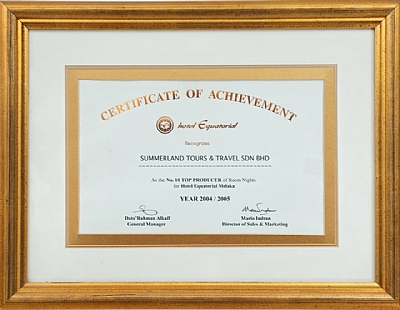 CERTIFICATE OF ACHIEVEMENT
hotel Equatorial
Recognizes
SUMMERLAND TOURS & TRAVEL SDN BHD
As the No. 01 TOP PRODUCER of Room Nights
for Hotel Equatorial Melaka
YEAR 2004 / 2005
Dato'Rahman Alkaff
General Manager
Maria Indran
Director of Sales & Marketing